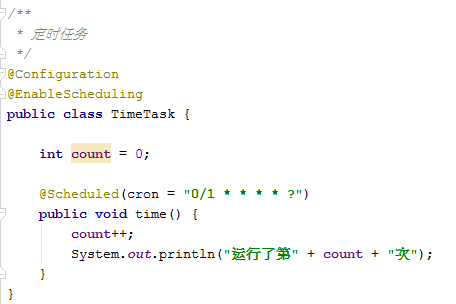 /**
 * 定时任务
 */
@Configuration
@EnableScheduling
public class TimeTask {
    int count = 0;
    @Scheduled(cron = "0/1 * * * * ?")
    public void time() {
        count++;
        System.out.println("运行了第" + count + "次");
    }
}